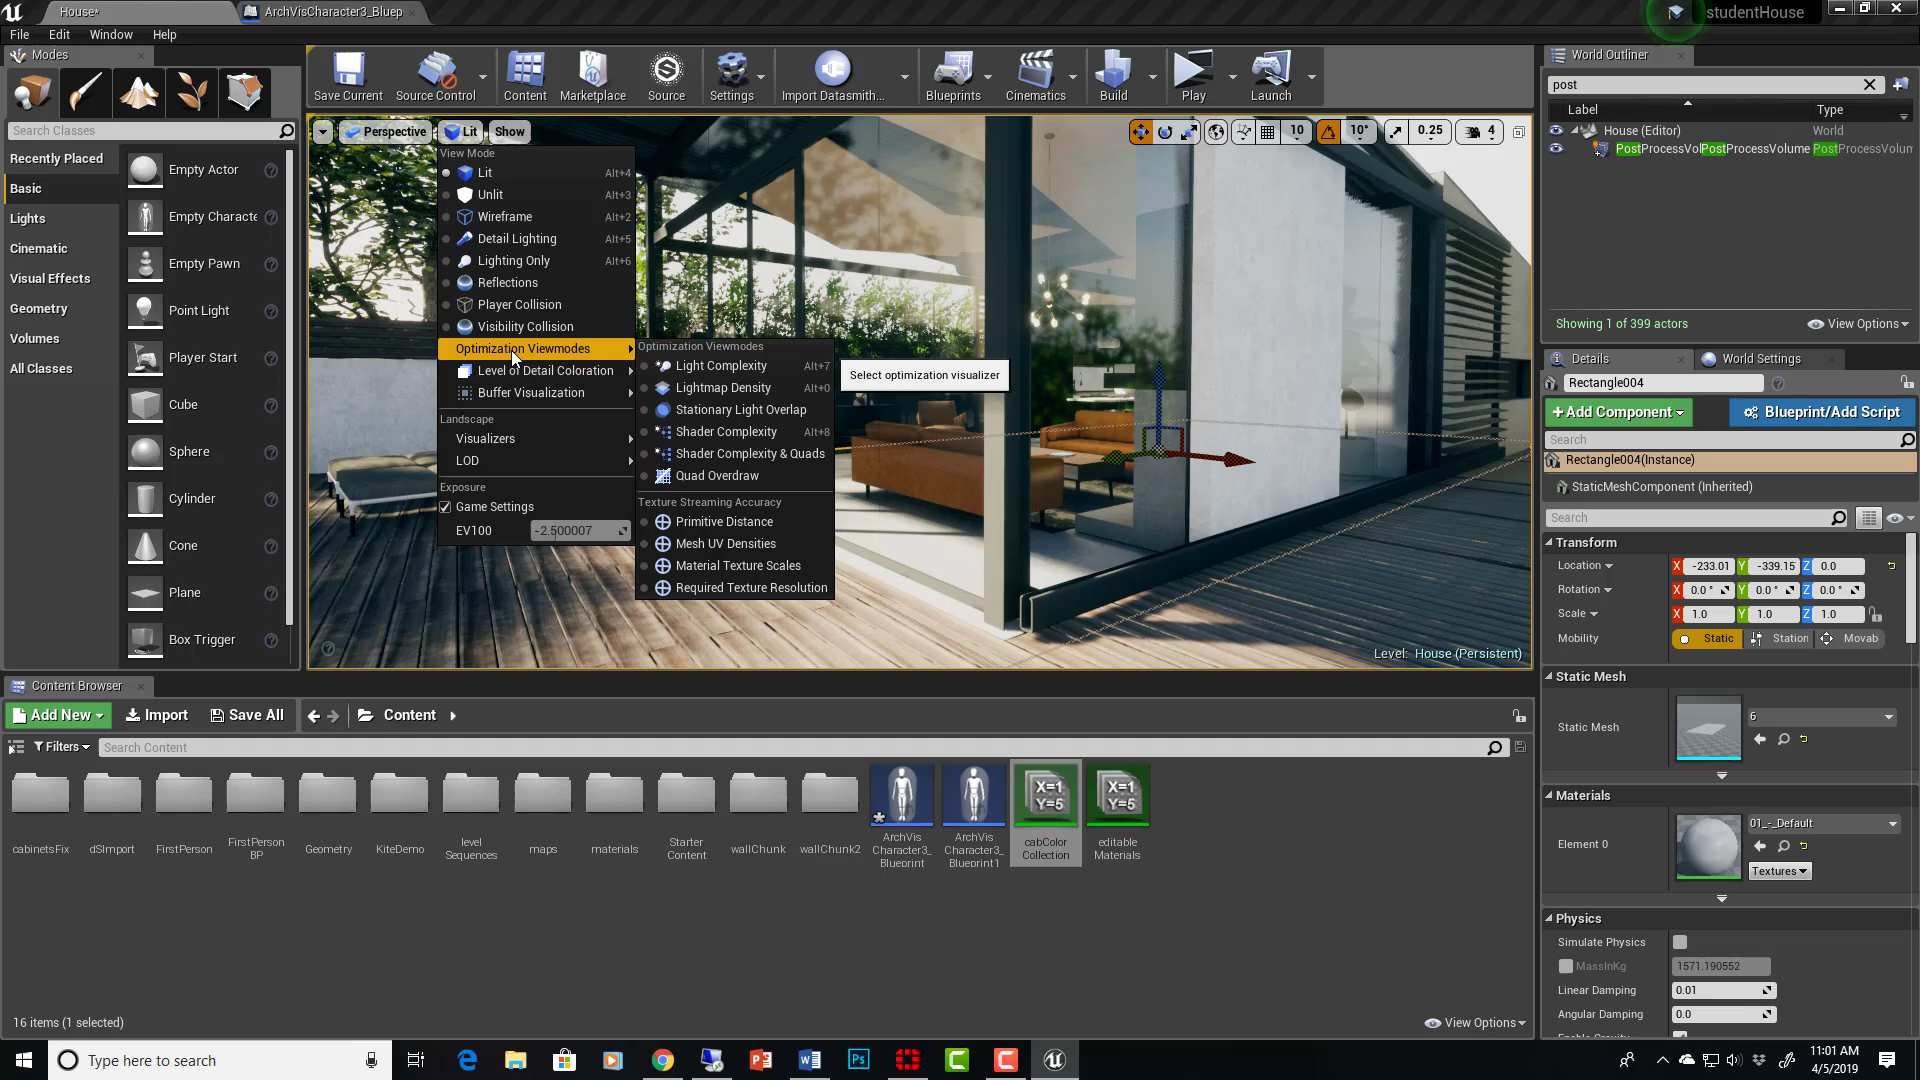 House*
ArchVisCharacter3_Bluep
studentHouse
File Edit Window Help
Modes
Search Classes
Recently Placed
Basic
Lights
Cinematic
Visual Effects
Geometry
Volumes
All Classes
Empty Actor
Empty Characte
Empty Pawn
Point Light
Player Start
Cube
Sphere
Cylinder
Cone
Plane
Box Trigger
Save Current
Source Control
Content
Marketplace
Source
Settings
Import Datasmith...
Blueprints
Cinematics
Build
Play
Launch
Perspective
Lit
Show
10
10°
0.25
4
View Mode
Lit Alt+4
Unlit Alt+3
Wireframe Alt+2
Detail Lighting Alt+5
Lighting Only Alt+6
Reflections
Player Collision
Visibility Collision
Optimization Viewmodes
Level of Detail Coloration
Buffer Visualization
Landscape
Visualizers
LOD
Exposure
Game Settings
EV100 -2.500007
Optimization Viewmodes
Light Complexity Alt+7
Lightmap Density Alt+0
Stationary Light Overlap
Shader Complexity Alt+8
Shader Complexity & Quads
Quad Overdraw
Texture Streaming Accuracy
Primitive Distance
Mesh UV Densities
Material Texture Scales
Required Texture Resolution
Select optimization visualizer
Level: House (Persistent)
World Outliner
post
Label Type
House (Editor) World
PostProcessVolPostProcessVolume PostProcessVolum
Showing 1 of 399 actors
View Options
Details
World Settings
Rectangle004
+Add Component
Blueprint/Add Script
Search
Rectangle004(Instance)
StaticMeshComponent (Inherited)
Search
Transform
Location X -233.01 Y -339.15 Z 0.0
Rotation X 0.0 ° Y 0.0 ° Z 0.0 °
Scale X 1.0 Y 1.0 Z 1.0
Mobility Static Station Movab
Static Mesh
Static Mesh 6
Materials
Element 0 01_-_Default
Textures
Physics
Simulate Physics
MassInKg 1571.190552
Linear Damping 0.01
Angular Damping 0.0
Enable Gravity
Content Browser
Add New
Import
Save All
Content
Filters
Search Content
cabinetsFix
dSImport
FirstPerson
FirstPerson
BP
Geometry
KiteDemo
level
Sequences
maps
materials
Starter
Content
wallChunk
wallChunk2
ArchVis
Character3_
Blueprint
ArchVis
Character3_
Blueprint1
X=1
Y=5
cabColor
Collection
X=1
Y=5
editable
Materials
16 items (1 selected)
View Options
Type here to search
Ps
11:01 AM
4/5/2019